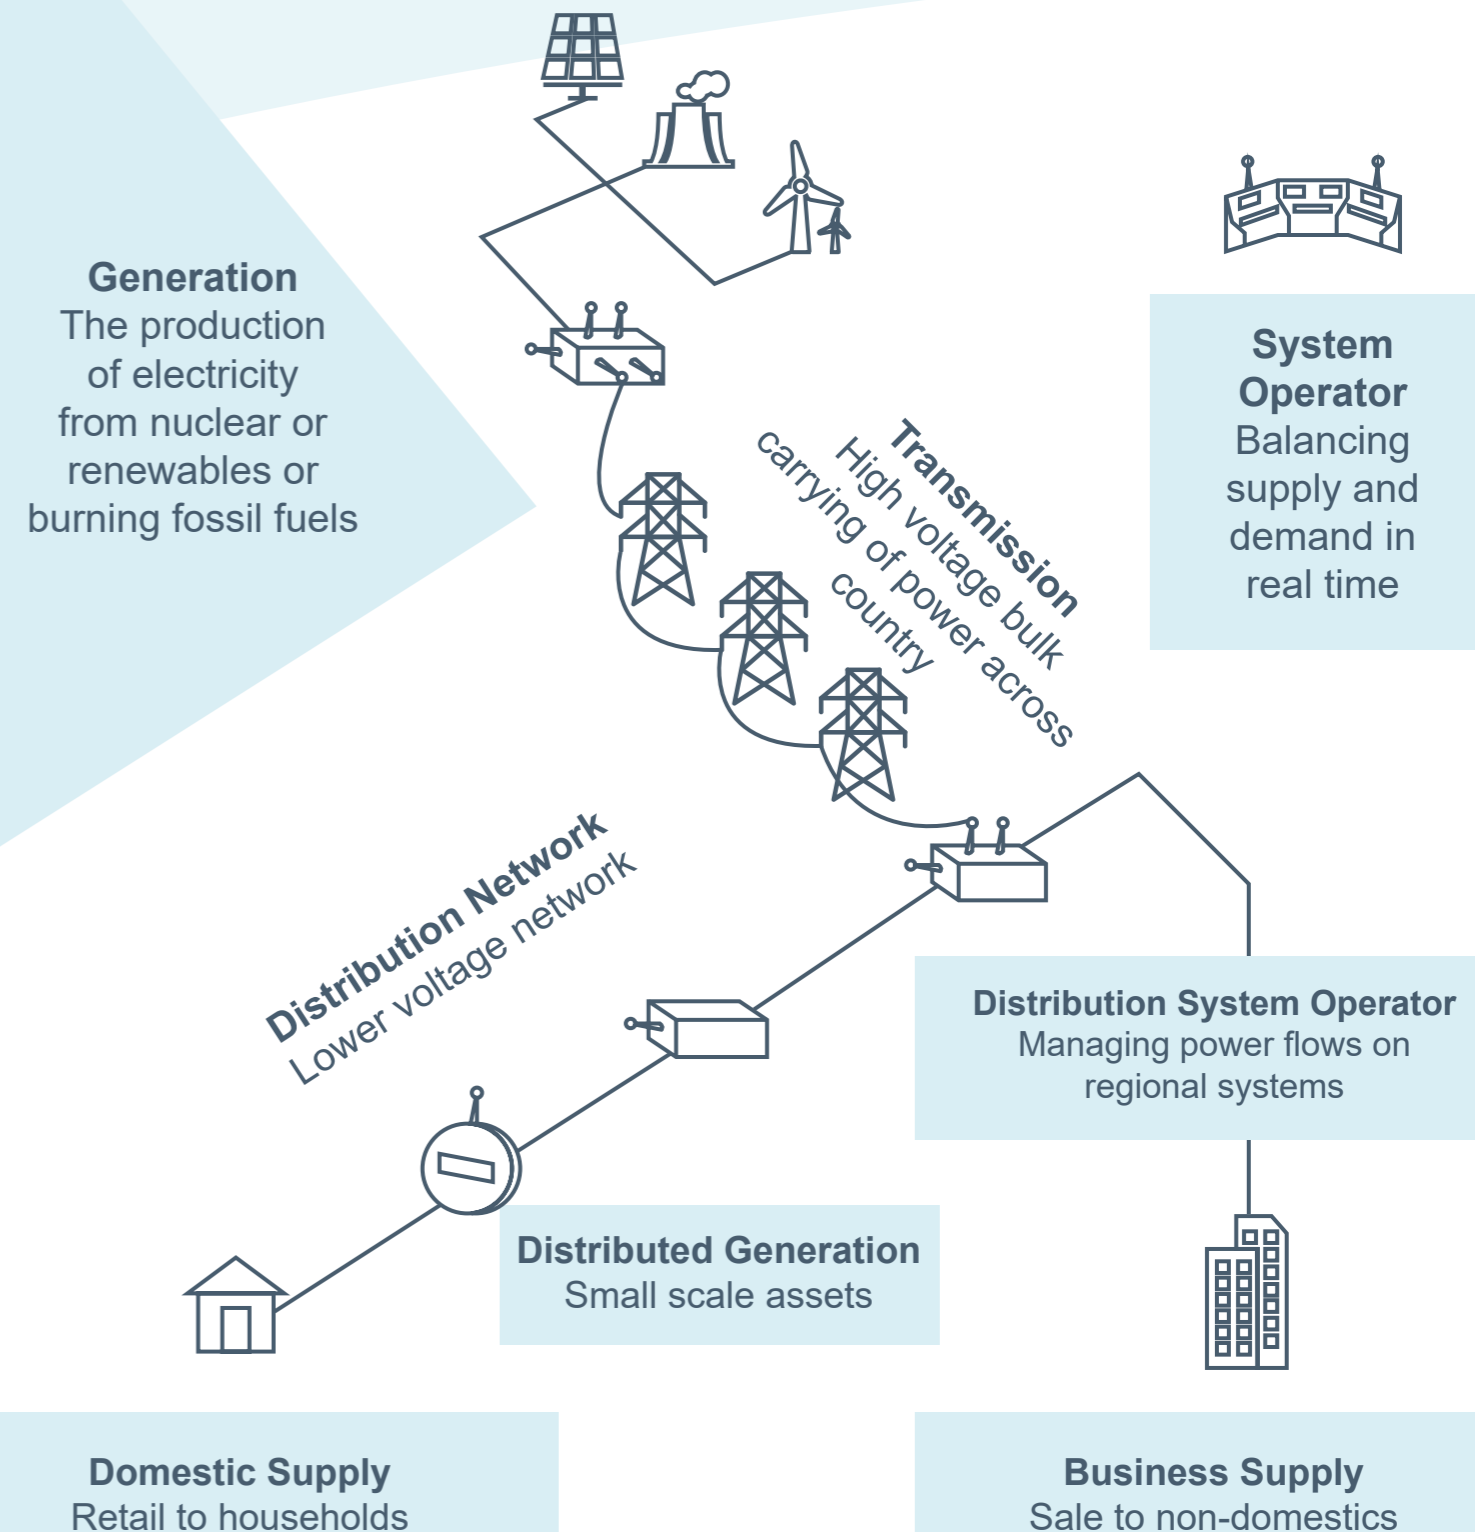 Generation
The production
of electricity
from nuclear or
renewables or
burning fossil fuels
System
Operator
Balancing
supply and
demand in
real time
Transmission
High voltage bulk
carrying of power across
country
Distribution Network
Lower voltage network
Distribution System Operator
Managing power flows on
regional systems
Distributed Generation
Small scale assets
Domestic Supply
Retail to households
Business Supply
Sale to non-domestics